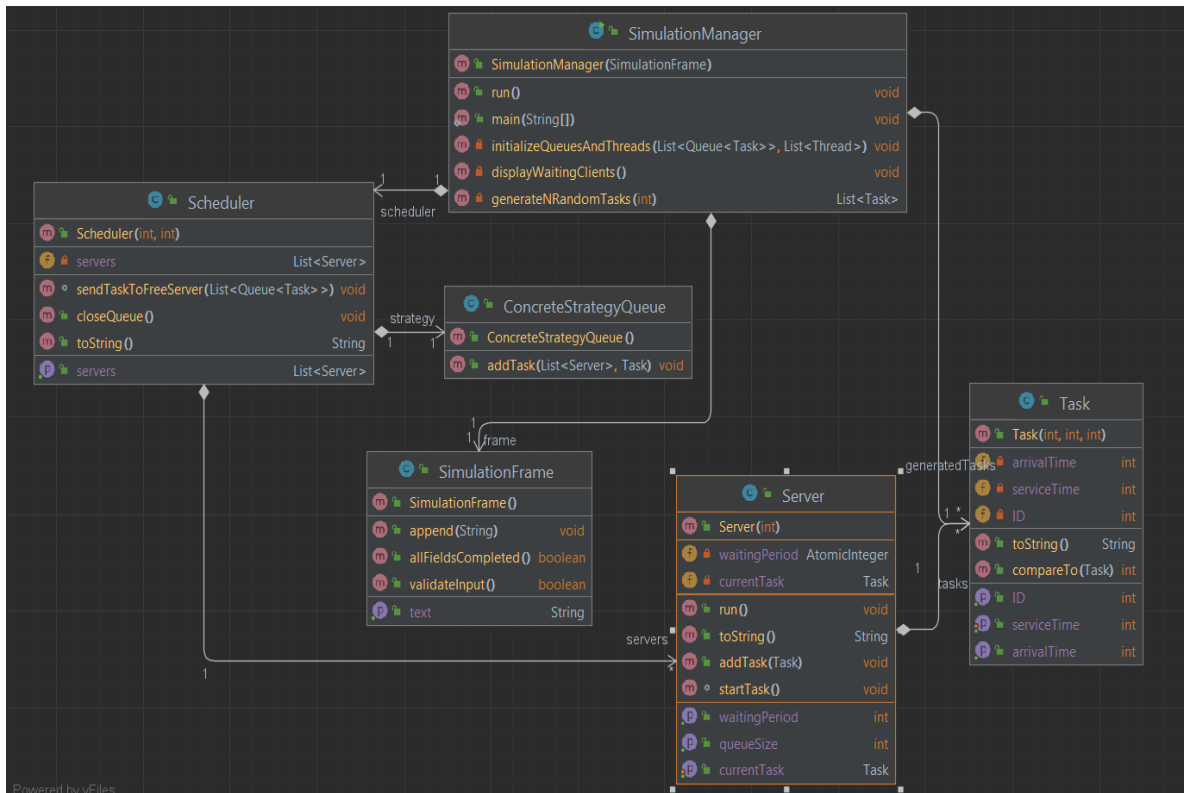 SimulationManager
SimulationManager(SimulationFrame)
run() void
main(String[]) void
initializeQueuesAndThreads(List<Queue<Task>>, List<Thread>) void
displayWaitingClients() void
generateNRandomTasks(int) List<Task>
1 1
scheduler
Scheduler
Scheduler(int, int)
servers List<Server>
sendTaskToFreeServer(List<Queue<Task>>) void
closeQueue() void
toString() String
servers List<Server>
strategy
1 1
ConcreteStrategyQueue
ConcreteStrategyQueue()
addTask(List<Server>, Task) void
1
1 frame
SimulationFrame
SimulationFrame()
append(String) void
allFieldsCompleted() boolean
validateInput() boolean
text String
servers
1 *
Server
Server(int)
waitingPeriod AtomicInteger
currentTask Task
run() void
toString() String
addTask(Task) void
startTask() void
waitingPeriod int
queueSize int
currentTask Task
generatedTasks
1 *
*
1
tasks
Task
Task(int, int, int)
arrivalTime int
serviceTime int
ID int
toString() String
compareTo(Task) int
ID int
serviceTime int
arrivalTime int
Powered by yFiles